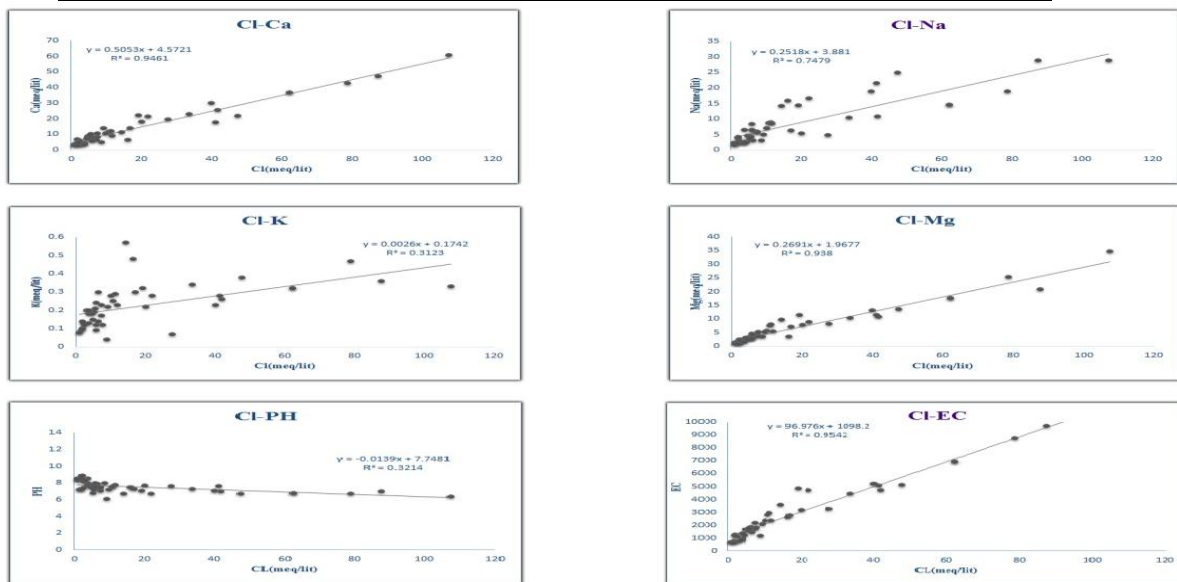 Cl-Ca
y = 0.5053x + 4.5721
R² = 0.9461
Ca(meq/lit)
70
60
50
40
30
20
10
0
0 20 40 60 80 100 120
Cl(meq/lit)
Cl-Na
y = 0.2518x + 3.881
R² = 0.7479
Na(meq/lit)
35
30
25
20
15
10
5
0
0 20 40 60 80 100 120
Cl(meq/lit)
Cl-K
y = 0.0026x + 0.1742
R² = 0.3123
K(meq/lit)
0.6
0.5
0.4
0.3
0.2
0.1
0
0 20 40 60 80 100 120
Cl(meq/lit)
Cl-Mg
y = 0.2691x + 1.9677
R² = 0.938
Mg(meq/lit)
40
35
30
25
20
15
10
5
0
0 20 40 60 80 100 120
Cl(meq/lit)
Cl-PH
y = -0.0139x + 7.7481
R² = 0.3214
PH
14
12
10
8
6
4
2
0
0 20 40 60 80 100 120
CL(meq/lit)
Cl-EC
y = 96.976x + 1098.2
R² = 0.9542
EC
10000
9000
8000
7000
6000
5000
4000
3000
2000
1000
0
0 20 40 60 80 100 120
CL(meq/lit)